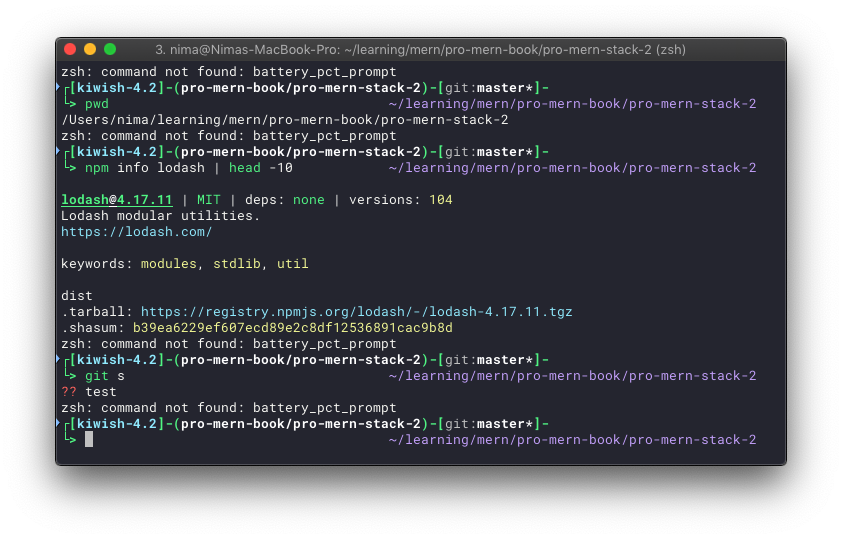 3. nima@Nimas-MacBook-Pro: ~/learning/mern/pro-mern-book/pro-mern-stack-2 (zsh)
zsh: command not found: battery_pct_prompt
┌[kiwish-4.2]-(pro-mern-book/pro-mern-stack-2)-[git:master*]-
└> pwd ~/learning/mern/pro-mern-book/pro-mern-stack-2
/Users/nima/learning/mern/pro-mern-book/pro-mern-stack-2
zsh: command not found: battery_pct_prompt
┌[kiwish-4.2]-(pro-mern-book/pro-mern-stack-2)-[git:master*]-
└> npm info lodash | head -10 ~/learning/mern/pro-mern-book/pro-mern-stack-2
lodash@4.17.11 | MIT | deps: none | versions: 104
Lodash modular utilities.
https://lodash.com/
keywords: modules, stdlib, util
dist
.tarball: https://registry.npmjs.org/lodash/-/lodash-4.17.11.tgz
.shasum: b39ea6229ef607ecd89e2c8df12536891cac9b8d
zsh: command not found: battery_pct_prompt
┌[kiwish-4.2]-(pro-mern-book/pro-mern-stack-2)-[git:master*]-
└> git s ~/learning/mern/pro-mern-book/pro-mern-stack-2
?? test
zsh: command not found: battery_pct_prompt
┌[kiwish-4.2]-(pro-mern-book/pro-mern-stack-2)-[git:master*]-
└> ~/learning/mern/pro-mern-book/pro-mern-stack-2